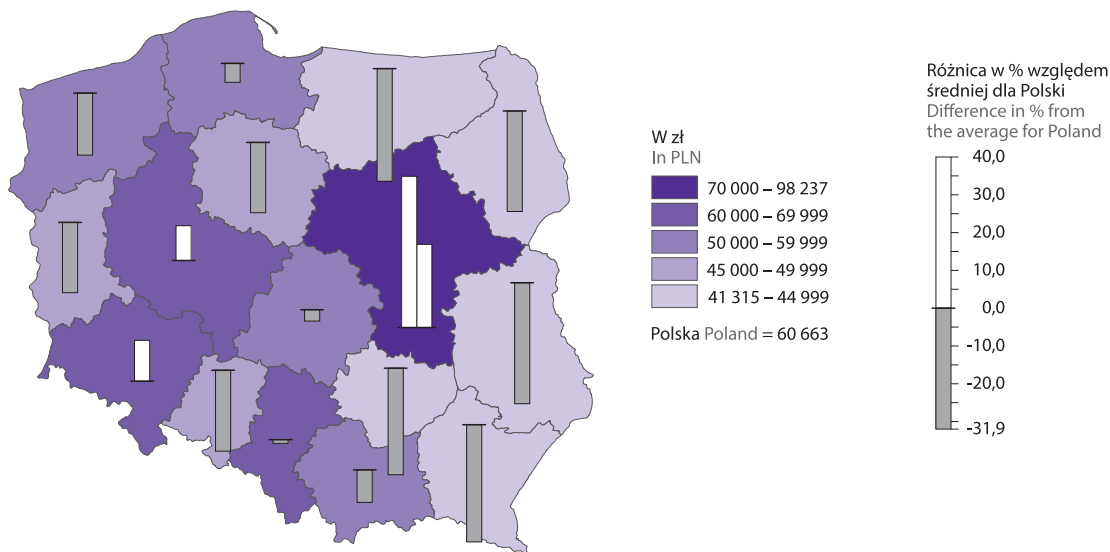 W zł
In PLN
70 000 – 98 237
60 000 – 69 999
50 000 – 59 999
45 000 – 49 999
41 315 – 44 999
Polska Poland = 60 663
Różnica w % względem
średniej dla Polski
Difference in % from
the average for Poland
40,0
30,0
20,0
10,0
0,0
-10,0
-20,0
-31,9